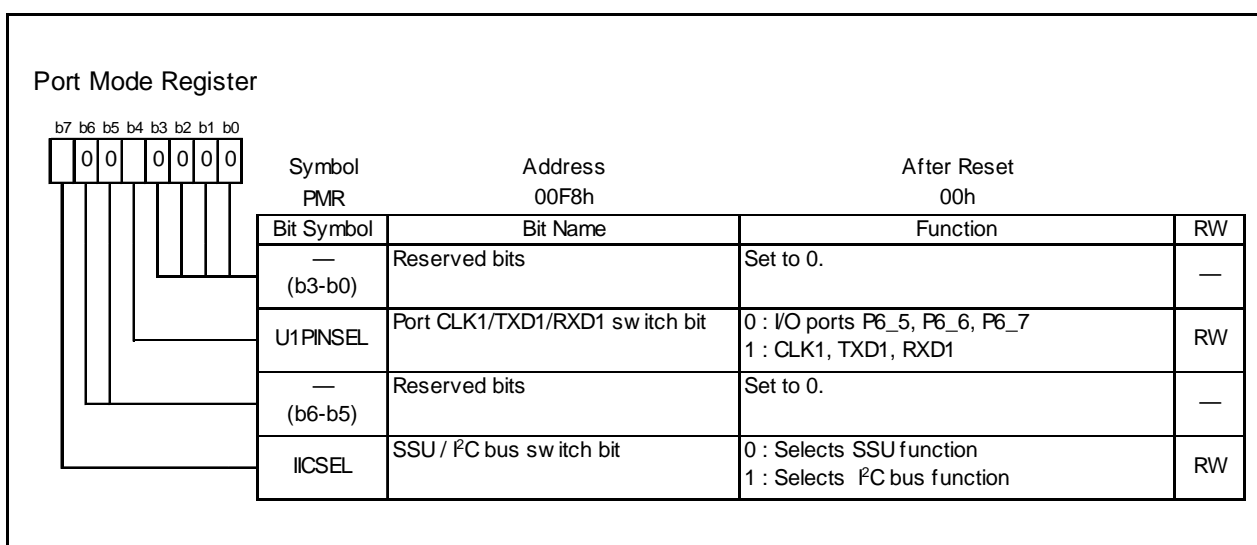 Port Mode Register
b7 b6 b5 b4 b3 b2 b1 b0
0 0 0 0 0 0
Symbol Address After Reset
PMR 00F8h 00h
Bit Symbol Bit Name Function RW
— Reserved bits Set to 0. —
(b3-b0)
U1PINSEL Port CLK1/TXD1/RXD1 switch bit 0 : I/O ports P6_5, P6_6, P6_7 RW
1 : CLK1, TXD1, RXD1
— Reserved bits Set to 0. —
(b6-b5)
IICSEL SSU / I²C bus switch bit 0 : Selects SSU function RW
1 : Selects I²C bus function